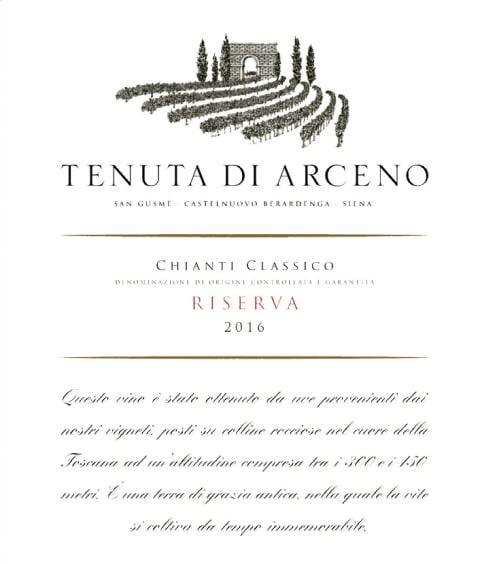 TENUTA DI ARCENO
SAN GUSMÈ - CASTELNUOVO BERARDENGA - SIENA
CHIANTI CLASSICO
DENOMINAZIONE DI ORIGINE CONTROLLATA E GARANTITA
RISERVA
2016
Questo vino è stato ottenuto da uve provenienti dai
nostri vigneti, posti su colline rocciose nel cuore della
Toscana ad un'altitudine compresa tra i 300 e i 450
metri. È una terra di grazia antica, nella quale la vite
si coltiva da tempo immemorabile.